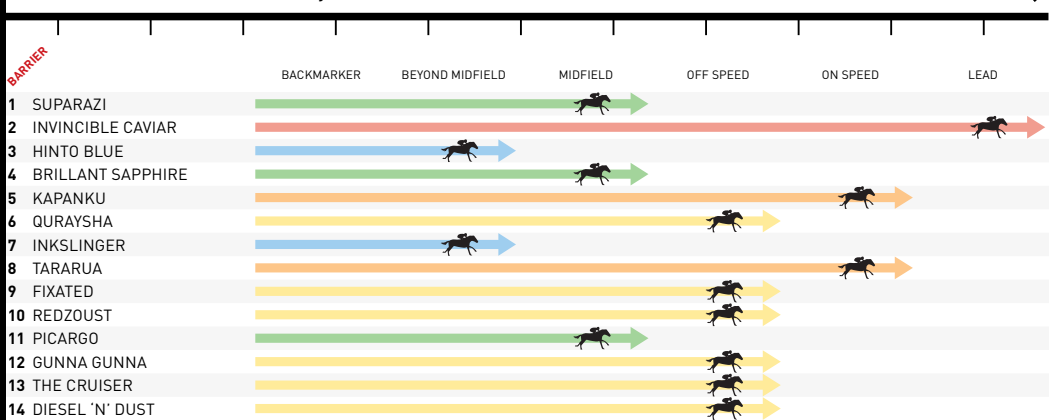 BARRIER
BACKMARKER BEYOND MIDFIELD MIDFIELD OFF SPEED ON SPEED LEAD
1 SUPARAZI
2 INVINCIBLE CAVIAR
3 HINTO BLUE
4 BRILLANT SAPPHIRE
5 KAPANKU
6 QURAYSHA
7 INKSLINGER
8 TARARUA
9 FIXATED
10 REDZOUST
11 PICARGO
12 GUNNA GUNNA
13 THE CRUISER
14 DIESEL ‘N’ DUST